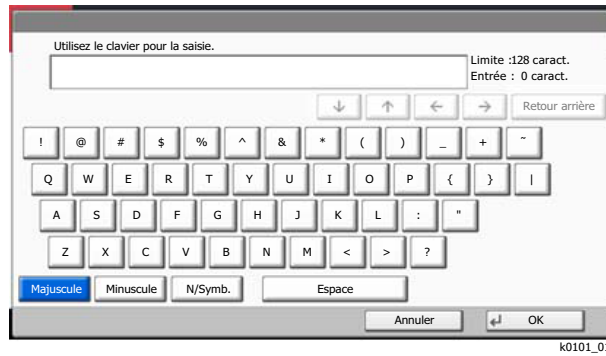 Utilisez le clavier pour la saisie.
Limite :128 caract.
Entrée : 0 caract.
Retour arrière
! @ # $ % ^ & * ( ) _ + ~
Q W E R T Y U I O P { } |
A S D F G H J K L : "
Z X C V B N M < > ?
Majuscule Minuscule N/Symb. Espace
Annuler OK
k0101_01